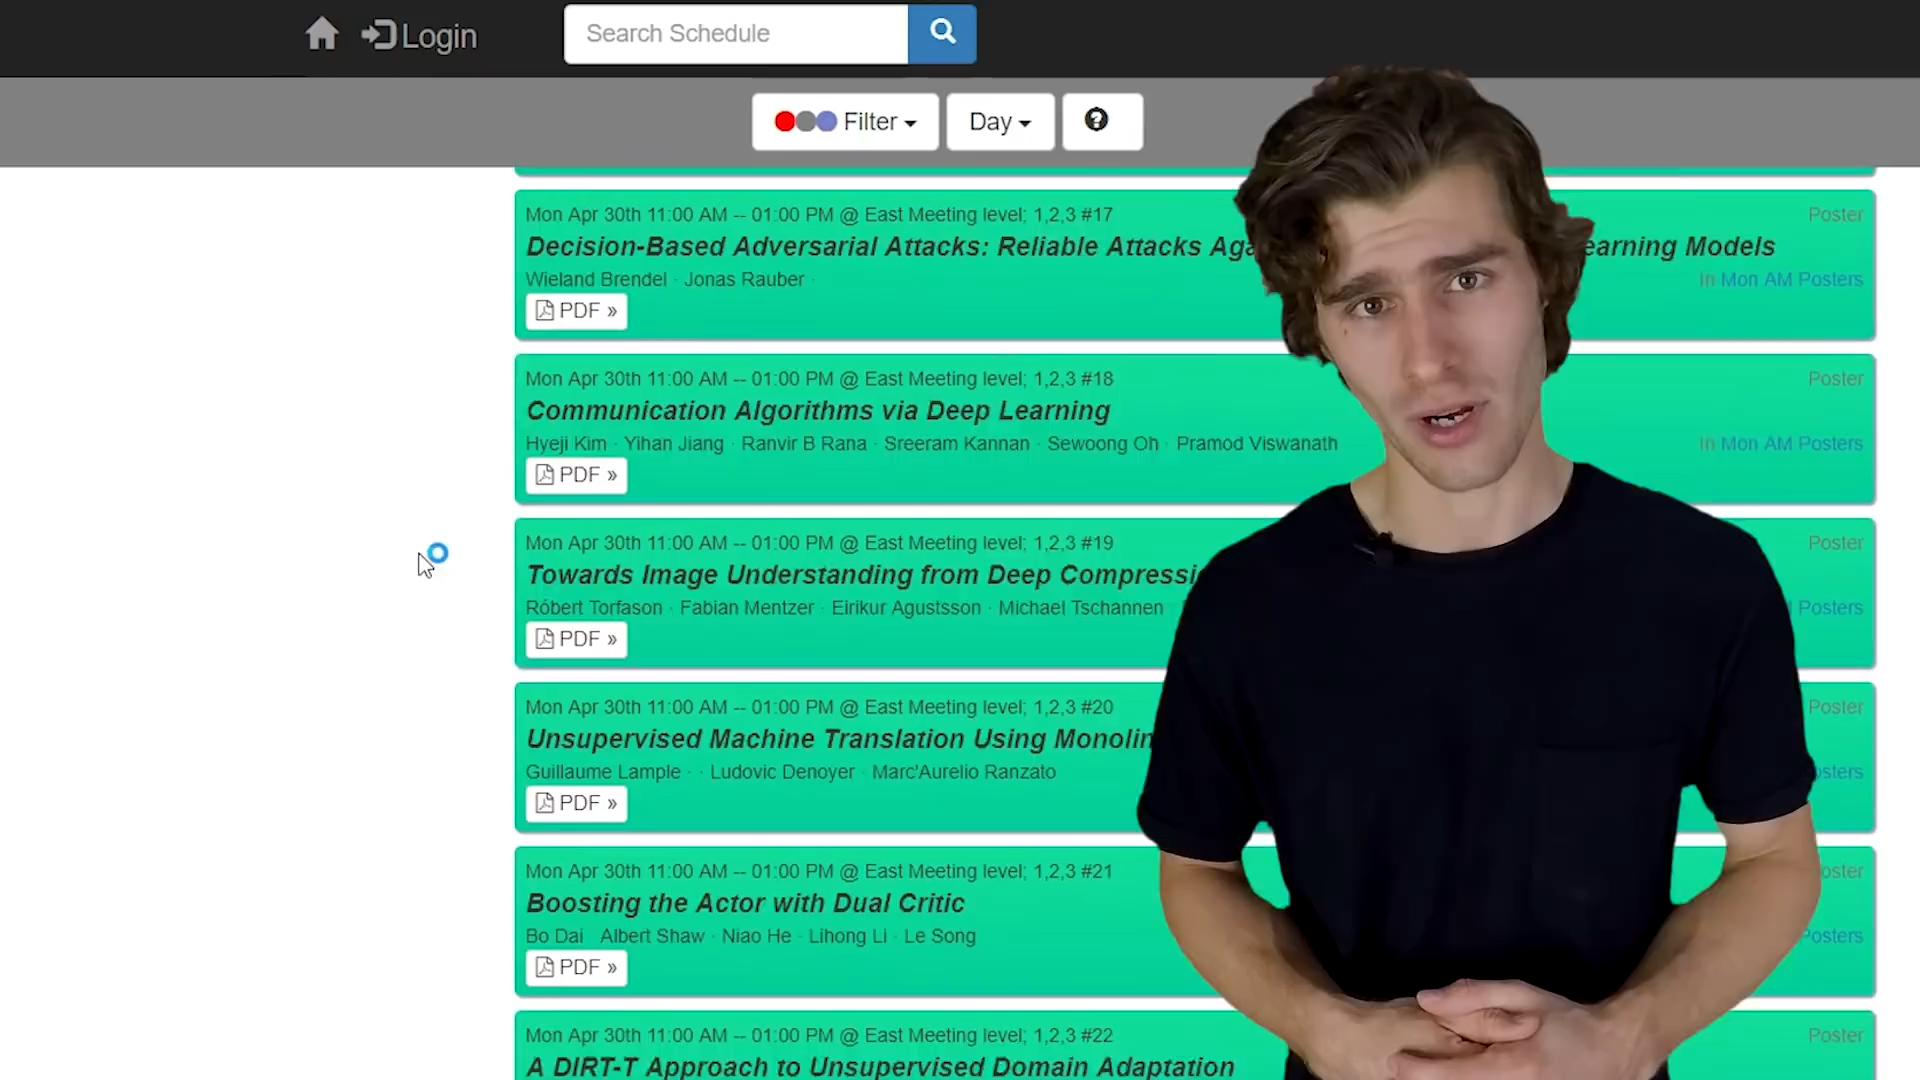 Login
Search Schedule
Filter
Day
?
Mon Apr 30th 11:00 AM -- 01:00 PM @ East Meeting level; 1,2,3 #17
Poster
Decision-Based Adversarial Attacks: Reliable Attacks
Models
Wieland Brendel · Jonas Rauber ·
In Mon AM Posters
PDF »
Mon Apr 30th 11:00 AM -- 01:00 PM @ East Meeting level; 1,2,3 #18
Poster
Communication Algorithms via Deep Learning
Hyeji Kim · Yihan Jiang · Ranvir B Rana · Sreeram Kannan · Sewoong Oh · Pramod Viswanath
In Mon AM Posters
PDF »
Mon Apr 30th 11:00 AM -- 01:00 PM @ East Meeting level; 1,2,3 #19
Poster
Towards Image Understanding from Deep
Róbert Torfason · Fabian Mentzer · Eirikur Agustsson · Michael Tschannen
Posters
PDF »
Mon Apr 30th 11:00 AM -- 01:00 PM @ East Meeting level; 1,2,3 #20
Poster
Unsupervised Machine Translation Using
Guillaume Lample · · Ludovic Denoyer · Marc'Aurelio Ranzato
PDF »
Mon Apr 30th 11:00 AM -- 01:00 PM @ East Meeting level; 1,2,3 #21
Boosting the Actor with Dual Critic
Bo Dai · Albert Shaw · Niao He · Lihong Li · Le Song
Posters
PDF »
Mon Apr 30th 11:00 AM -- 01:00 PM @ East Meeting level; 1,2,3 #22
Poster
A DIRT-T Approach to Unsupervised Domain Adaptation